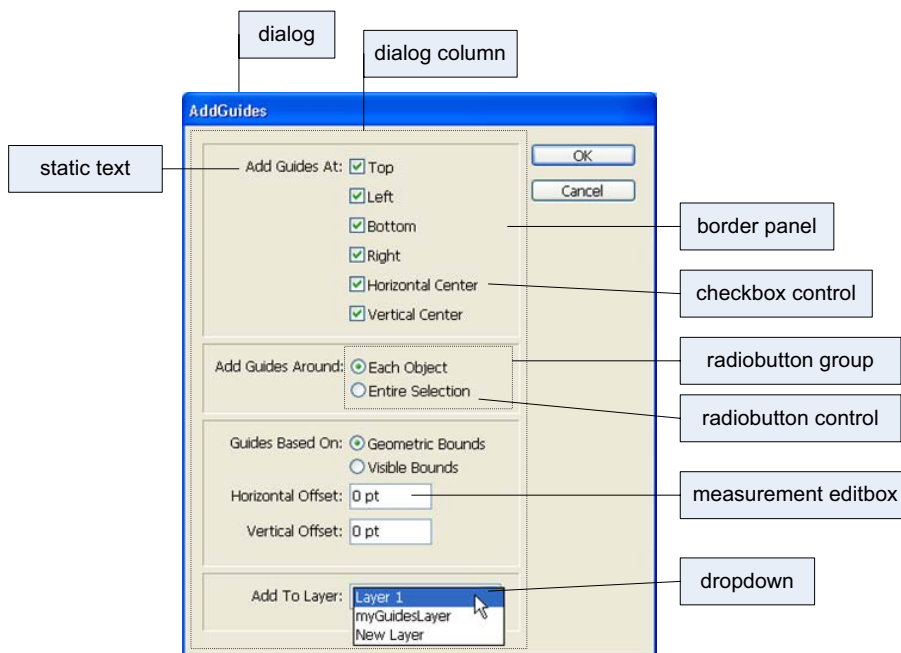 dialog
dialog column
AddGuides
static text
Add Guides At: Top
OK
Cancel
Left
Bottom
border panel
Right
Horizontal Center
checkbox control
Vertical Center
Add Guides Around: Each Object
radiobutton group
Entire Selection
radiobutton control
Guides Based On: Geometric Bounds
Visible Bounds
Horizontal Offset: 0 pt
measurement editbox
Vertical Offset: 0 pt
dropdown
Add To Layer: Layer 1
myGuidesLayer
New Layer